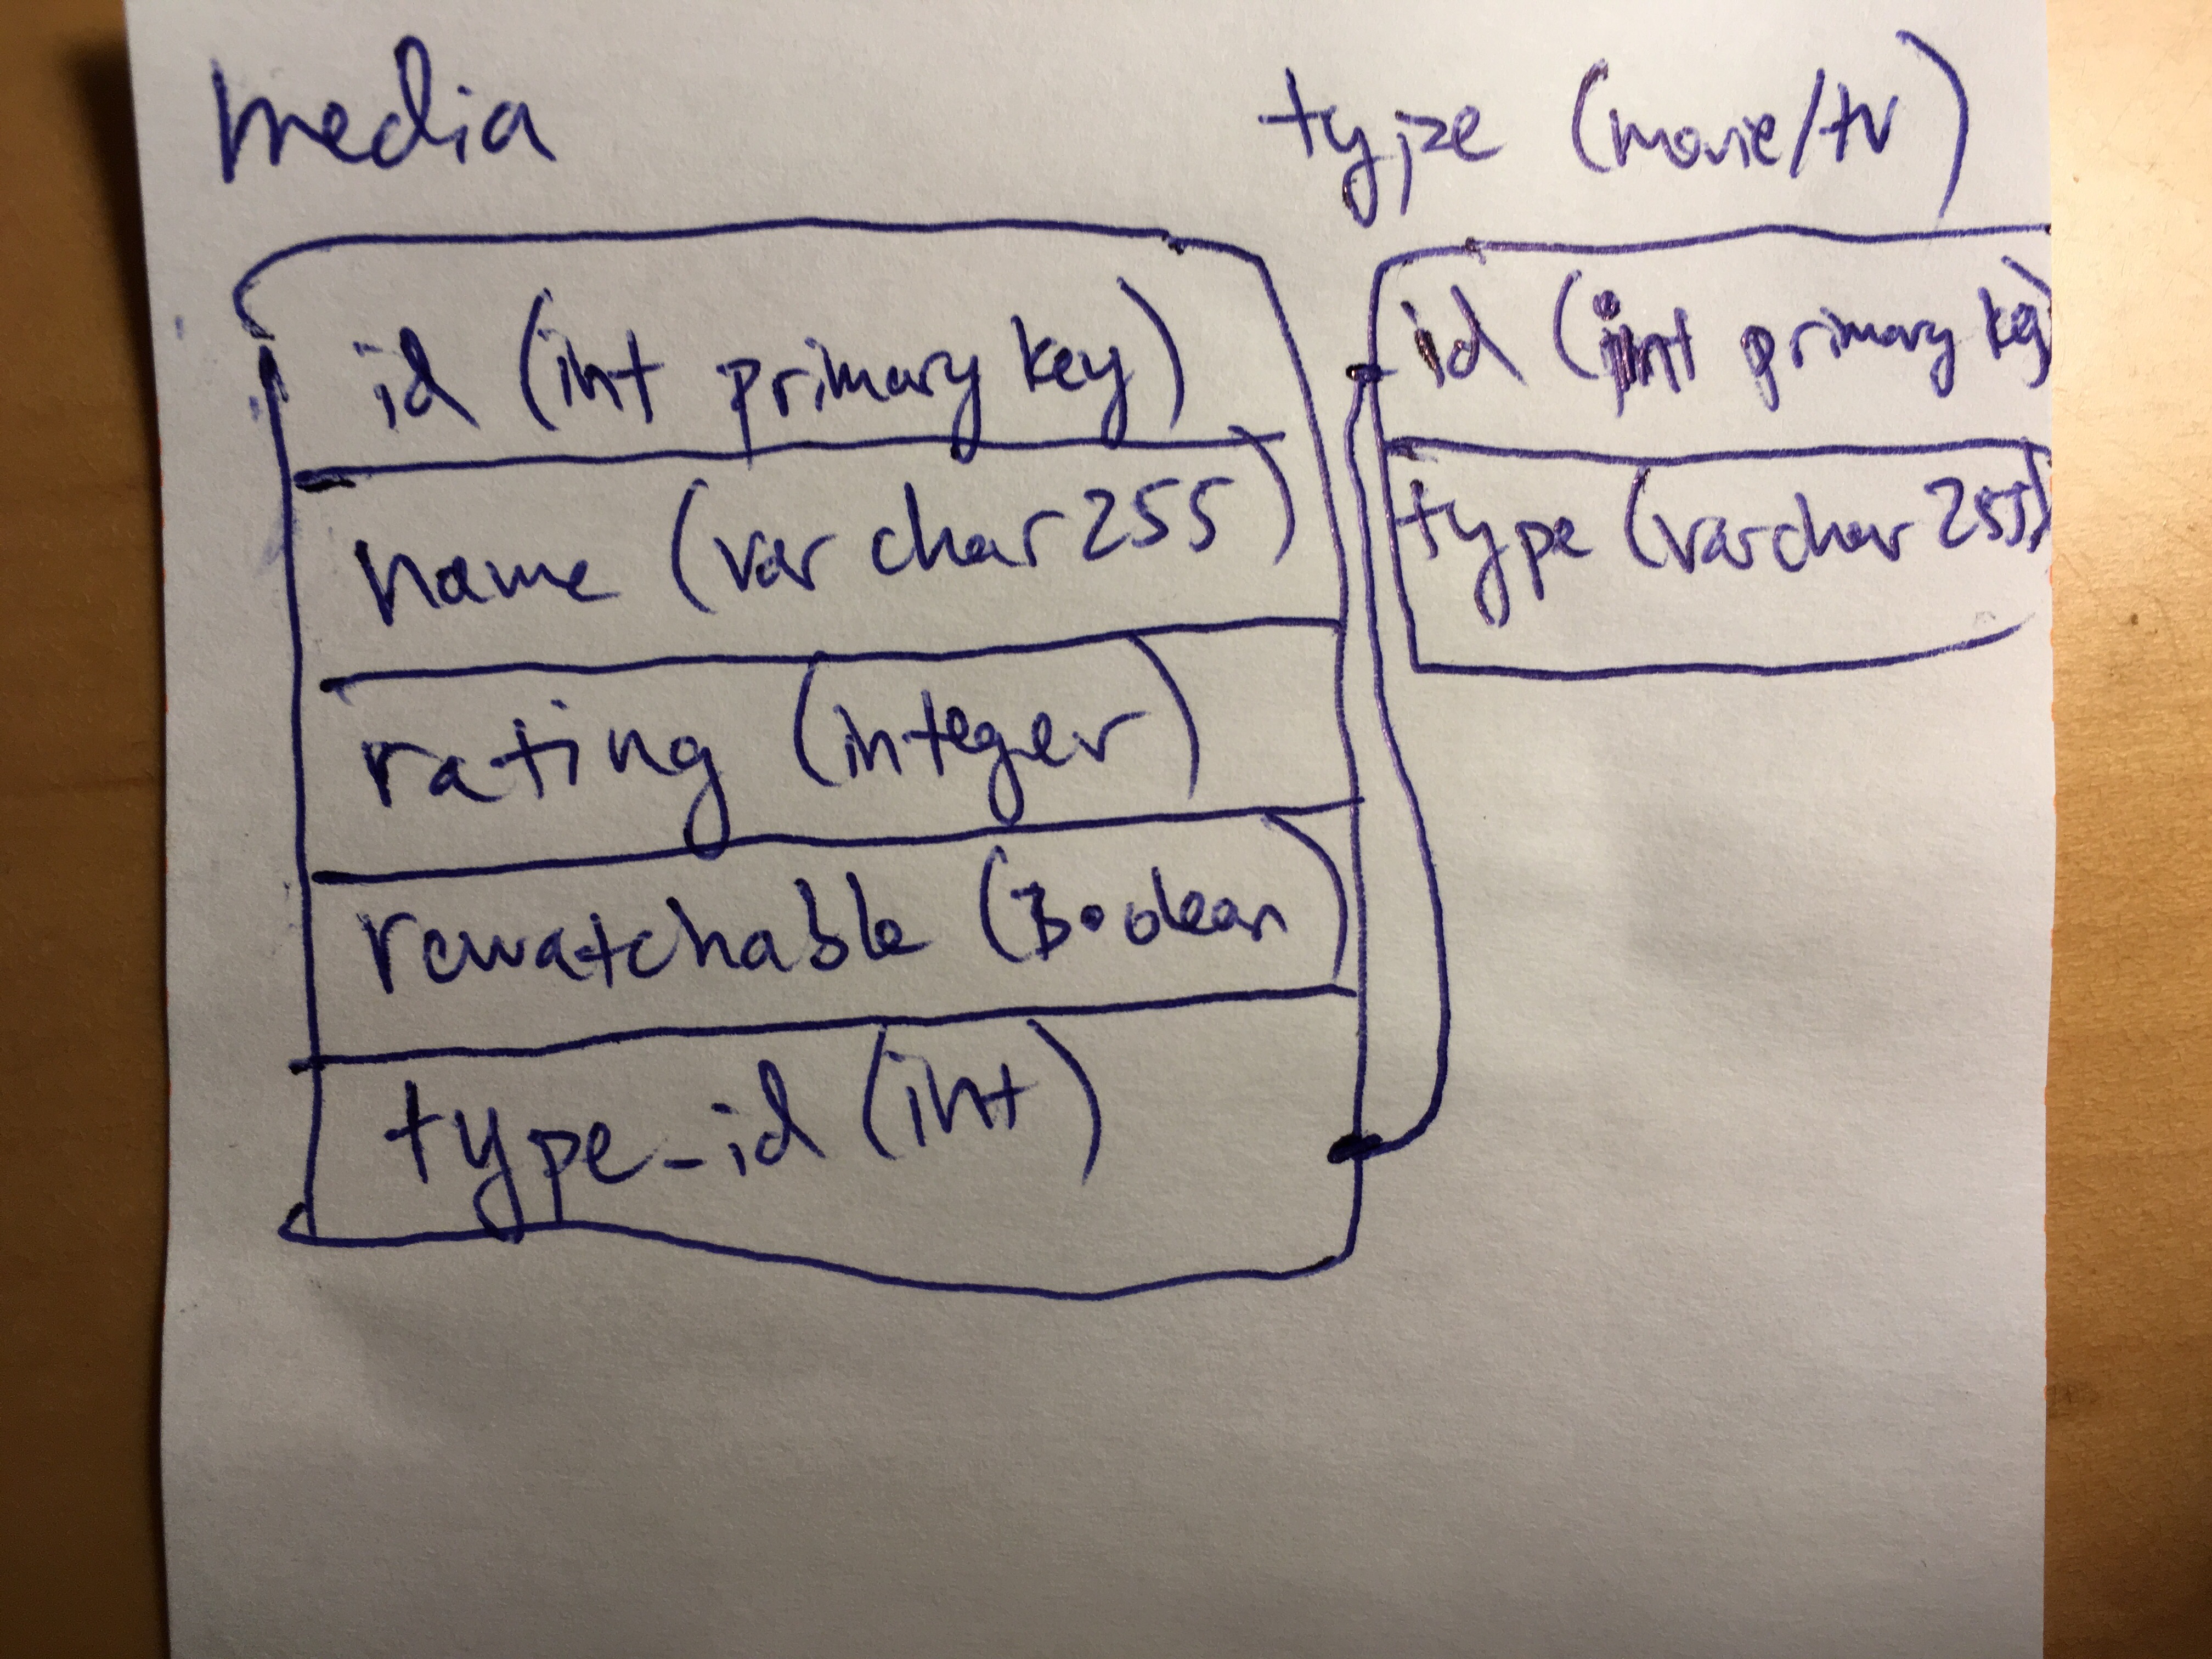 media
id (int primary key)
name (varchar 255)
rating (integer)
rewatchable (Boolean)
type_id (int)
type (movie/tv)
id (int primary key)
type (varchar 255)